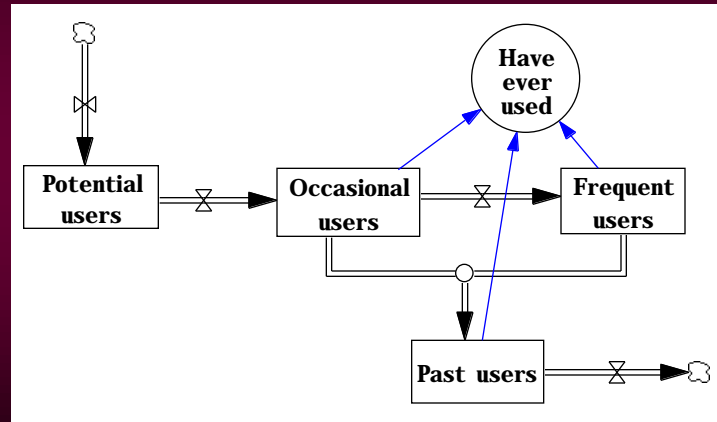 Have
ever
used
Potential
users
Occasional
users
Frequent
users
Past users